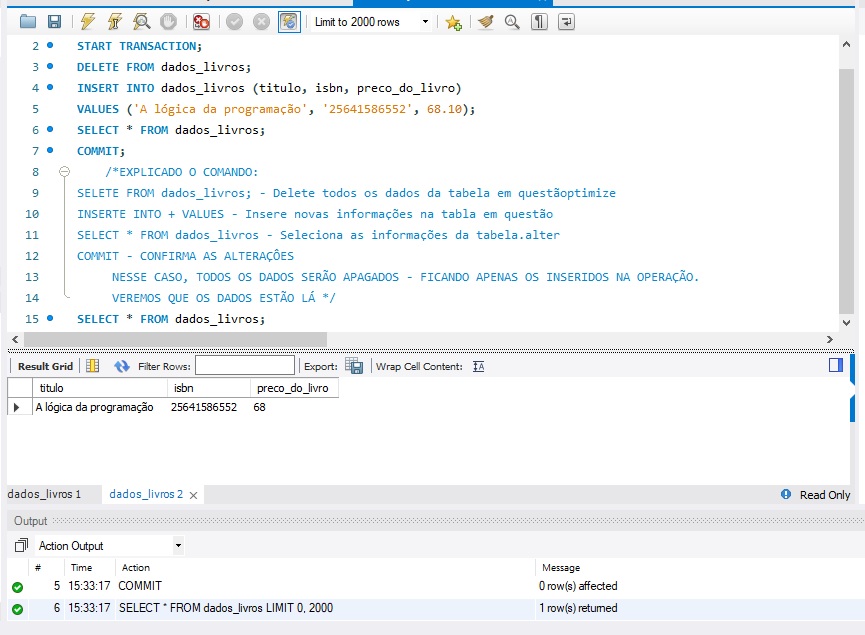 Limit to 2000 rows
2 START TRANSACTION;
3 DELETE FROM dados_livros;
4 INSERT INTO dados_livros (titulo, isbn, preco_do_livro)
5 VALUES ('A lógica da programação', '25641586552', 68.10);
6 SELECT * FROM dados_livros;
7 COMMIT;
8 /*EXPLICADO O COMANDO:
9 SELETE FROM dados_livros; - Delete todos os dados da tabela em questãoptimize
10 INSERTE INTO + VALUES - Insere novas informações na tabla em questão
11 SELECT * FROM dados_livros - Seleciona as informações da tabela.alter
12 COMMIT - CONFIRMA AS ALTERAÇÔES
13 NESSE CASO, TODOS OS DADOS SERÃO APAGADOS - FICANDO APENAS OS INSERIDOS NA OPERAÇÃO.
14 VEREMOS QUE OS DADOS ESTÃO LÁ */
15 SELECT * FROM dados_livros;
Result Grid Filter Rows: Export: Wrap Cell Content:
titulo isbn preco_do_livro
A lógica da programação 25641586552 68
dados_livros 1 dados_livros 2 Read Only
Output
Action Output
# Time Action Message
5 15:33:17 COMMIT 0 row(s) affected
6 15:33:17 SELECT * FROM dados_livros LIMIT 0, 2000 1 row(s) returned